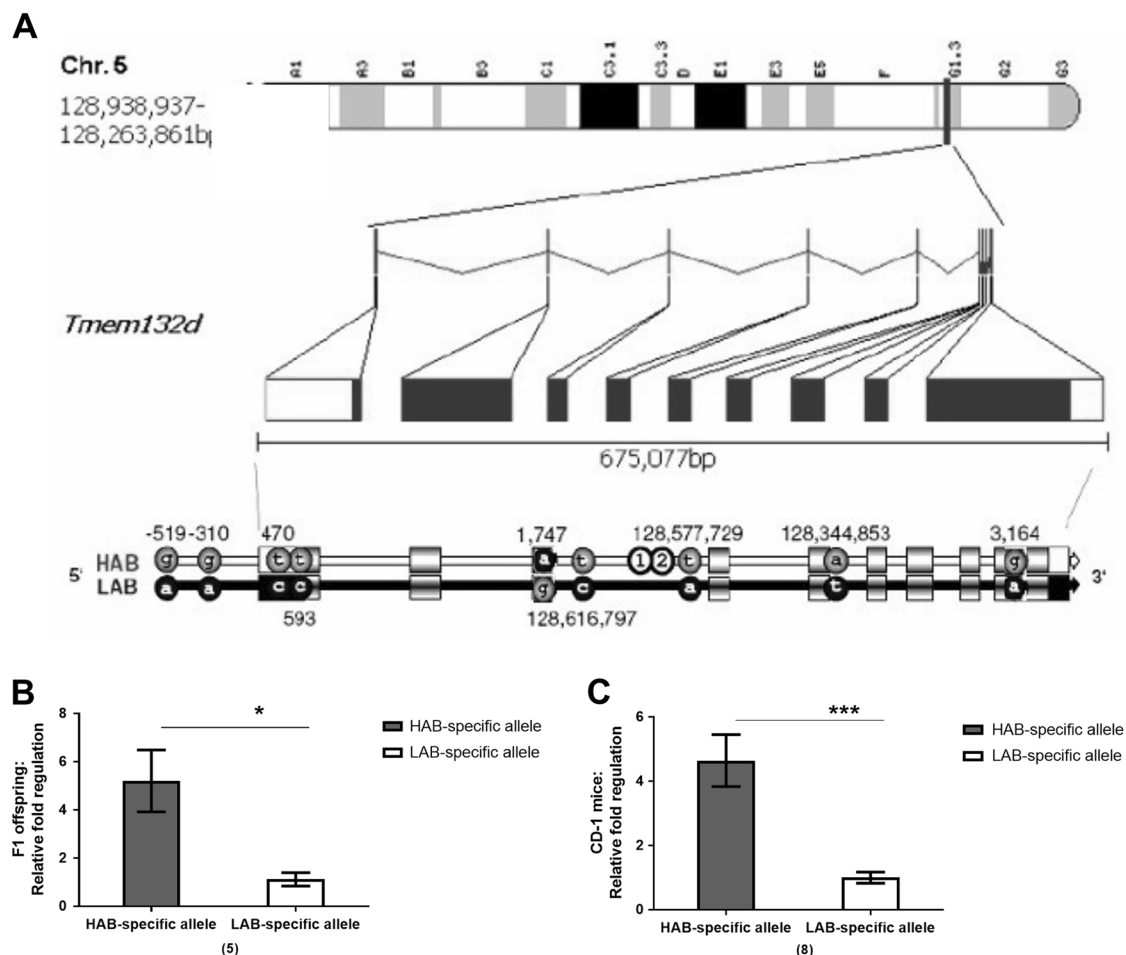 A
Chr. 5
A1 A3 B1 B3 C1 C3.1 C3.3 D E1 E3 E5 F G1.3 G2 G3
128,938,937-
128,263,861bp
Tmem132d
675,077bp
-519 -310 470 1,747 128,577,729 128,344,853 3,164
HAB g g t t a t 1 2 t a g
5' 3'
LAB a a c c g c a t a
593 128,616,797
B
F1 offspring:
Relative fold regulation
8
6
4
2
0
*
HAB-specific allele
LAB-specific allele
HAB-specific allele LAB-specific allele
(5)
C
CD-1 mice:
Relative fold regulation
6
4
2
0
***
HAB-specific allele
LAB-specific allele
HAB-specific allele LAB-specific allele
(8)